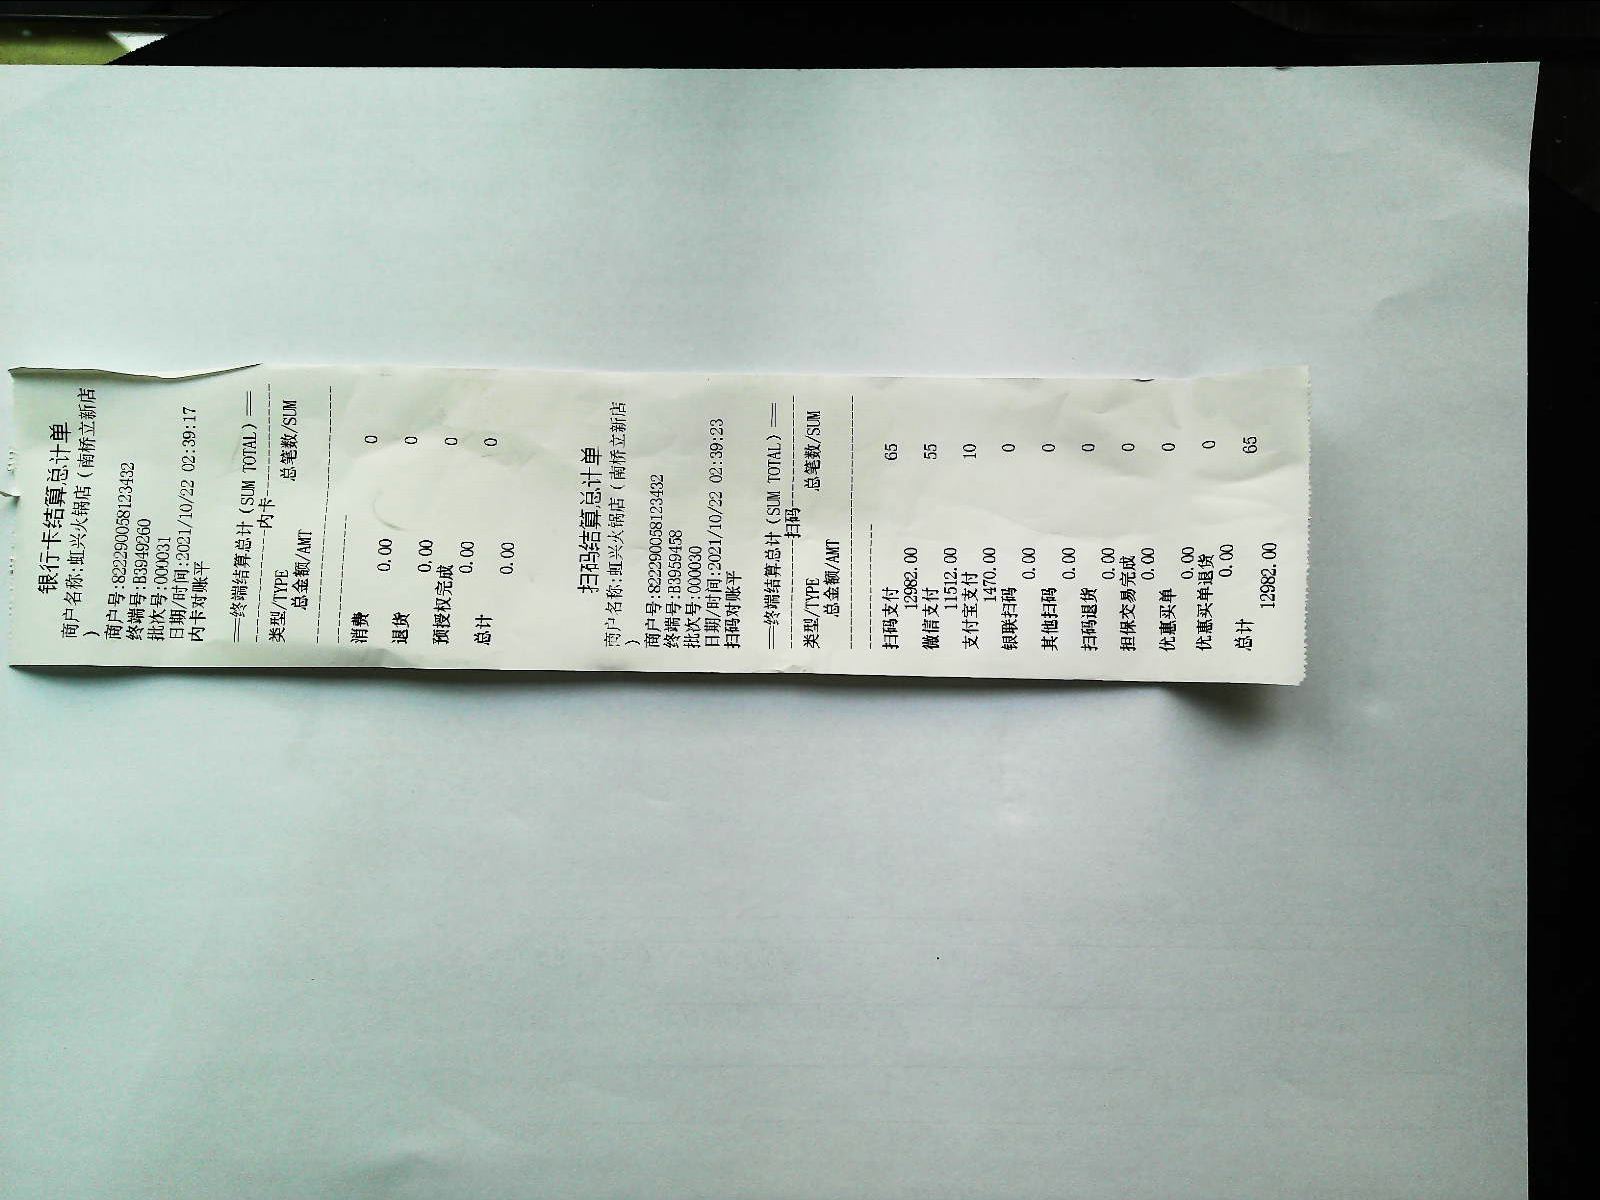 银行卡结算总计单
商户名称:虹兴火锅店(南桥立新店
)
商户号:822290058123432
终端号:B3949260
批次号:000031
日期/时间:2021/10/22 02:39:17
内卡对账平
==终端结算总计(SUM TOTAL)==
----------内卡----------
类型/TYPE 总笔数/SUM
总金额/AMT
消费 0
0.00
退货 0
0.00
预授权完成 0
0.00
总计 0
0.00
扫码结算总计单
商户名称:虹兴火锅店(南桥立新店
)
商户号:822290058123432
终端号:B3959458
批次号:000030
日期/时间:2021/10/22 02:39:23
扫码对账平
==终端结算总计(SUM TOTAL)==
----------扫码----------
类型/TYPE 总笔数/SUM
总金额/AMT
扫码支付 65
12982.00
微信支付 55
11512.00
支付宝支付 10
1470.00
银联扫码 0
0.00
其他扫码 0
0.00
扫码退货 0
0.00
担保交易完成 0
0.00
优惠买单 0
0.00
优惠买单退货 0
0.00
总计 65
12982.00